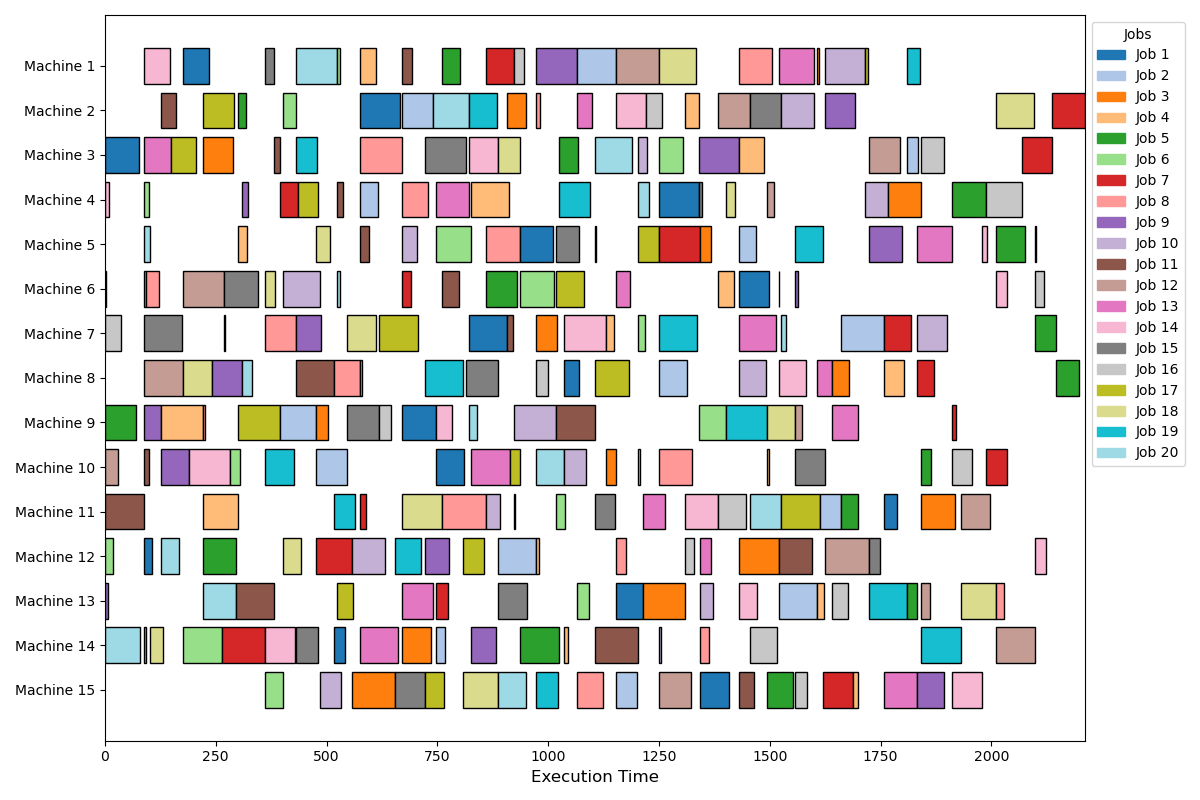 Machine 1
Machine 2
Machine 3
Machine 4
Machine 5
Machine 6
Machine 7
Machine 8
Machine 9
Machine 10
Machine 11
Machine 12
Machine 13
Machine 14
Machine 15
0 250 500 750 1000 1250 1500 1750 2000
Execution Time
Jobs
Job 1
Job 2
Job 3
Job 4
Job 5
Job 6
Job 7
Job 8
Job 9
Job 10
Job 11
Job 12
Job 13
Job 14
Job 15
Job 16
Job 17
Job 18
Job 19
Job 20